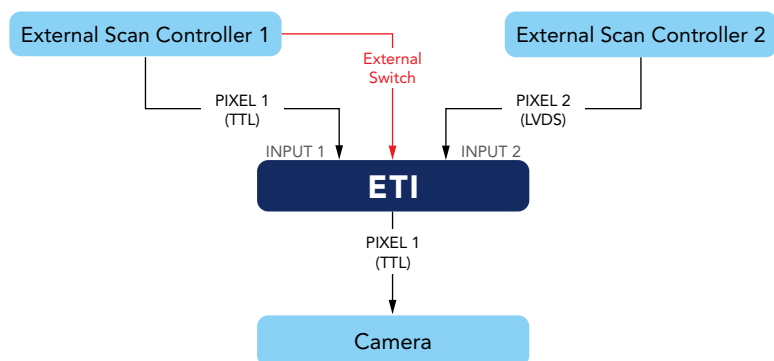 External Scan Controller 1
External Scan Controller 2
External
Switch
PIXEL 1
(TTL)
PIXEL 2
(LVDS)
INPUT 1
INPUT 2
ETI
PIXEL 1
(TTL)
Camera